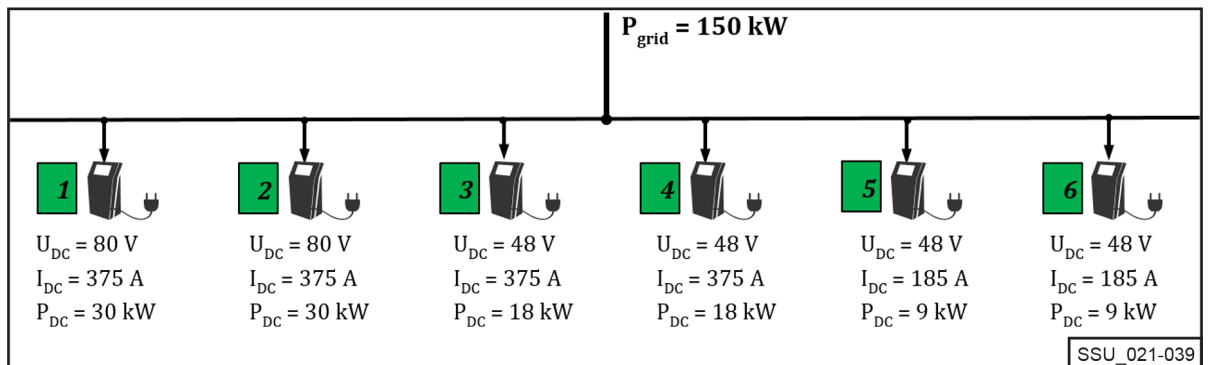 P_grid = 150 kW
1 2 3 4 5 6
U_DC = 80 V U_DC = 80 V U_DC = 48 V U_DC = 48 V U_DC = 48 V U_DC = 48 V
I_DC = 375 A I_DC = 375 A I_DC = 375 A I_DC = 375 A I_DC = 185 A I_DC = 185 A
P_DC = 30 kW P_DC = 30 kW P_DC = 18 kW P_DC = 18 kW P_DC = 9 kW P_DC = 9 kW
SSU_021-039